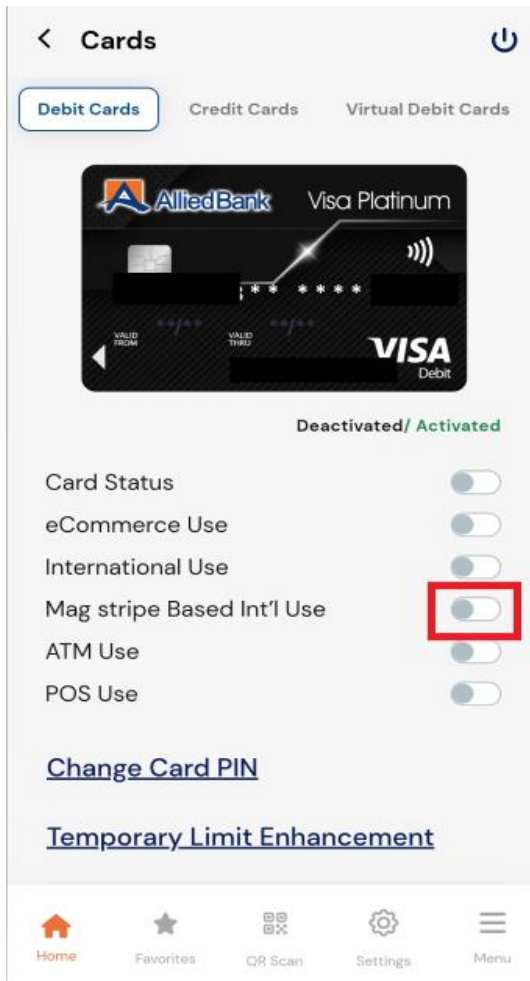 Cards
Debit Cards Credit Cards Virtual Debit Cards
Allied Bank Visa Platinum
** ****
VALID FROM **/** VALID THRU **/**
VISA
Debit
Deactivated/ Activated
Card Status
eCommerce Use
International Use
Mag stripe Based Int'l Use
ATM Use
POS Use
Change Card PIN
Temporary Limit Enhancement
Home Favorites QR Scan Settings Menu